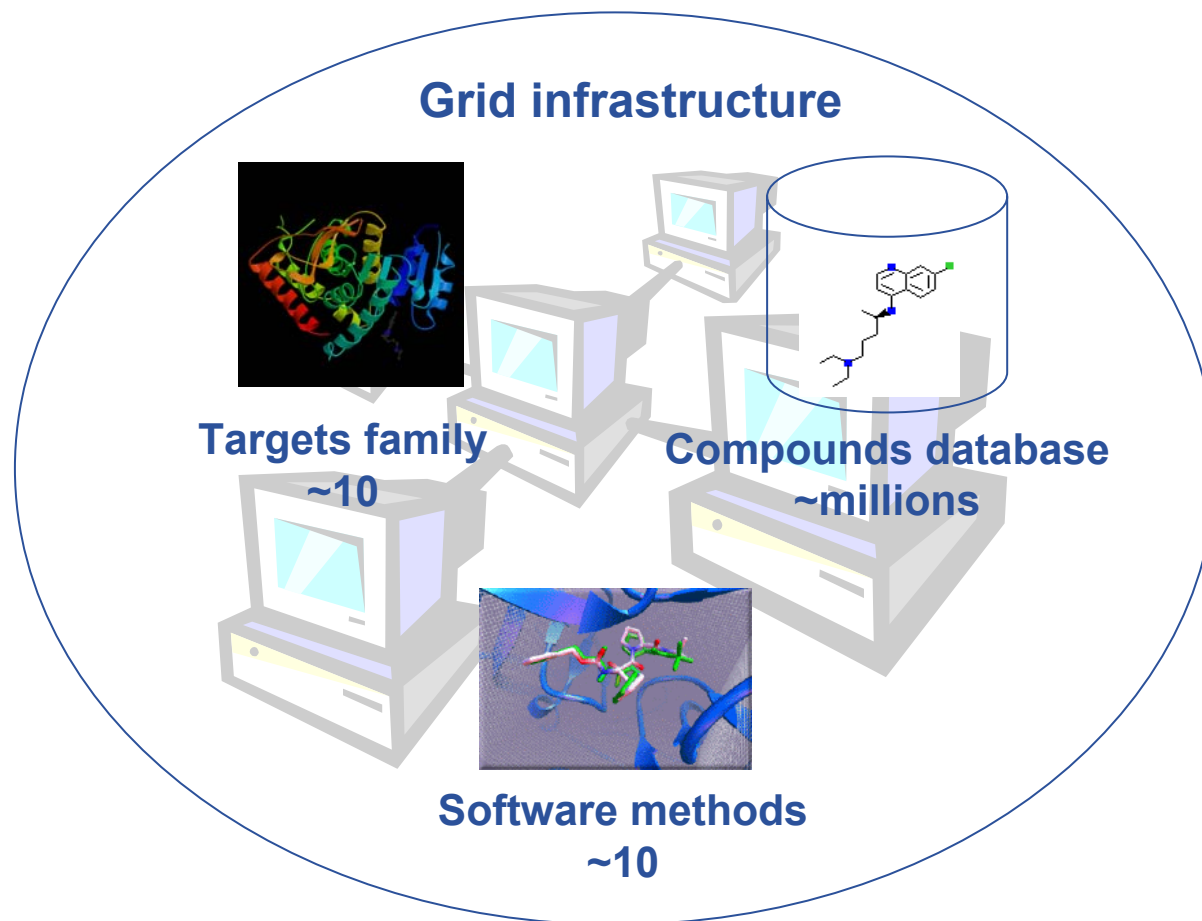 Grid infrastructure
Targets family
~10
Compounds database
~millions
Software methods
~10